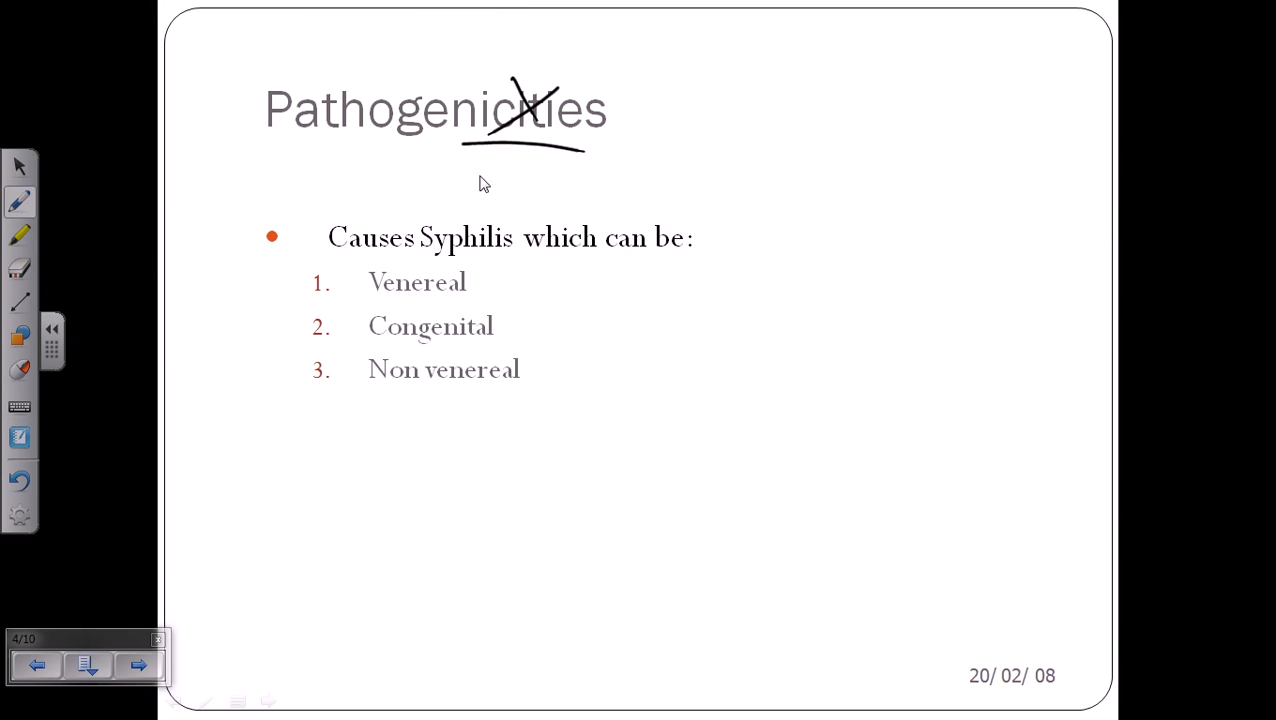 Pathogenicities
Causes Syphilis which can be:
1. Venereal
2. Congenital
3. Non venereal
4/10
20/ 02/ 08